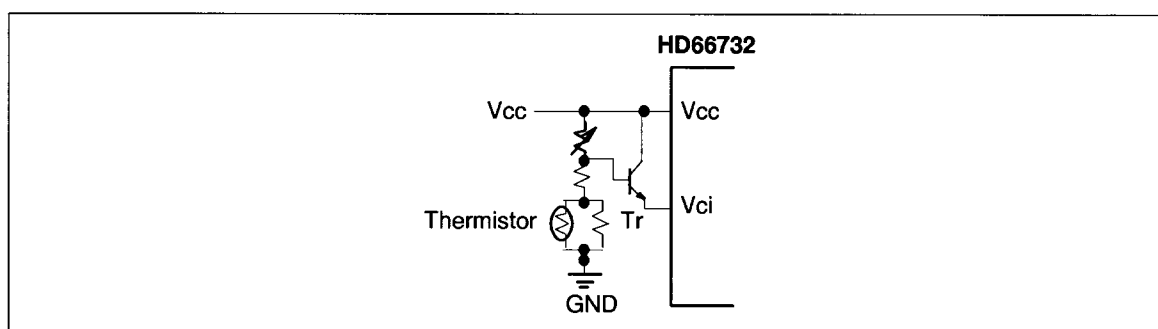 HD66732
Vcc
Vcc
Vci
Thermistor
Tr
GND